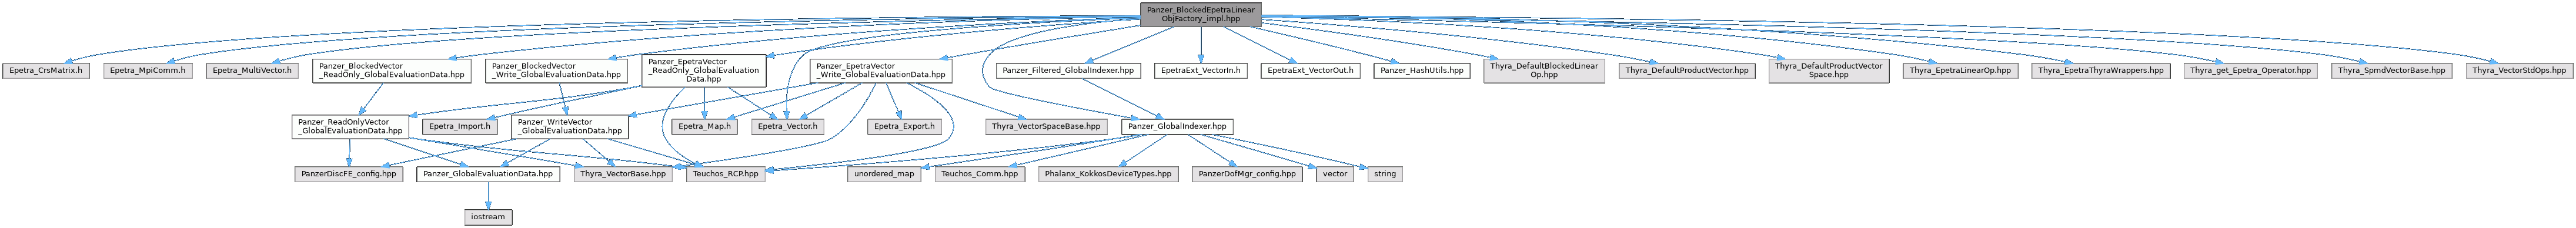 Panzer_BlockedEpetraLinear
ObjFactory_impl.hpp
Epetra_CrsMatrix.h
Epetra_MpiComm.h
Epetra_MultiVector.h
Panzer_BlockedVector
_ReadOnly_GlobalEvaluationData.hpp
Panzer_BlockedVector
_Write_GlobalEvaluationData.hpp
Panzer_EpetraVector
_ReadOnly_GlobalEvaluation
Data.hpp
Panzer_EpetraVector
_Write_GlobalEvaluationData.hpp
Panzer_Filtered_GlobalIndexer.hpp
EpetraExt_VectorIn.h
EpetraExt_VectorOut.h
Panzer_HashUtils.hpp
Thyra_DefaultBlockedLinear
Op.hpp
Thyra_DefaultProductVector.hpp
Thyra_DefaultProductVector
Space.hpp
Thyra_EpetraLinearOp.hpp
Thyra_EpetraThyraWrappers.hpp
Thyra_get_Epetra_Operator.hpp
Thyra_SpmdVectorBase.hpp
Thyra_VectorStdOps.hpp
Panzer_ReadOnlyVector
_GlobalEvaluationData.hpp
Epetra_Import.h
Panzer_WriteVector
_GlobalEvaluationData.hpp
Epetra_Map.h
Epetra_Vector.h
Epetra_Export.h
Thyra_VectorSpaceBase.hpp
Panzer_GlobalIndexer.hpp
PanzerDiscFE_config.hpp
Panzer_GlobalEvaluationData.hpp
Thyra_VectorBase.hpp
Teuchos_RCP.hpp
unordered_map
Teuchos_Comm.hpp
Phalanx_KokkosDeviceTypes.hpp
PanzerDofMgr_config.hpp
vector
string
iostream